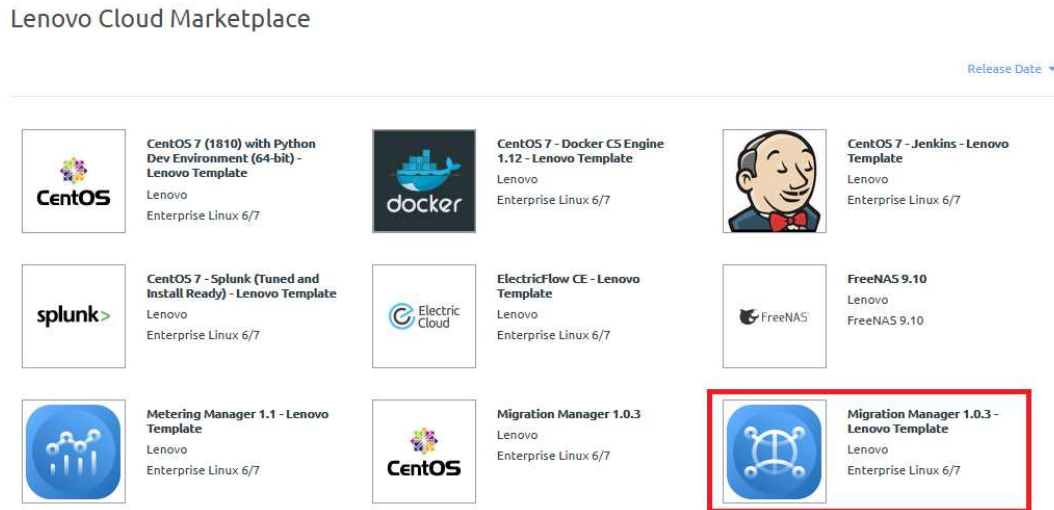 Lenovo Cloud Marketplace
Release Date
CentOS
CentOS 7 (1810) with Python
Dev Environment (64-bit) -
Lenovo Template
Lenovo
Enterprise Linux 6/7
docker
CentOS 7 - Docker CS Engine
1.12 - Lenovo Template
Lenovo
Enterprise Linux 6/7
CentOS 7 - Jenkins - Lenovo
Template
Lenovo
Enterprise Linux 6/7
splunk>
CentOS 7 - Splunk (Tuned and
Install Ready) - Lenovo Template
Lenovo
Enterprise Linux 6/7
Electric
Cloud
ElectricFlow CE - Lenovo
Template
Lenovo
Enterprise Linux 6/7
FreeNAS
FreeNAS 9.10
Lenovo
FreeNAS 9.10
Metering Manager 1.1 - Lenovo
Template
Lenovo
Enterprise Linux 6/7
CentOS
Migration Manager 1.0.3
Lenovo
Enterprise Linux 6/7
Migration Manager 1.0.3 -
Lenovo Template
Lenovo
Enterprise Linux 6/7